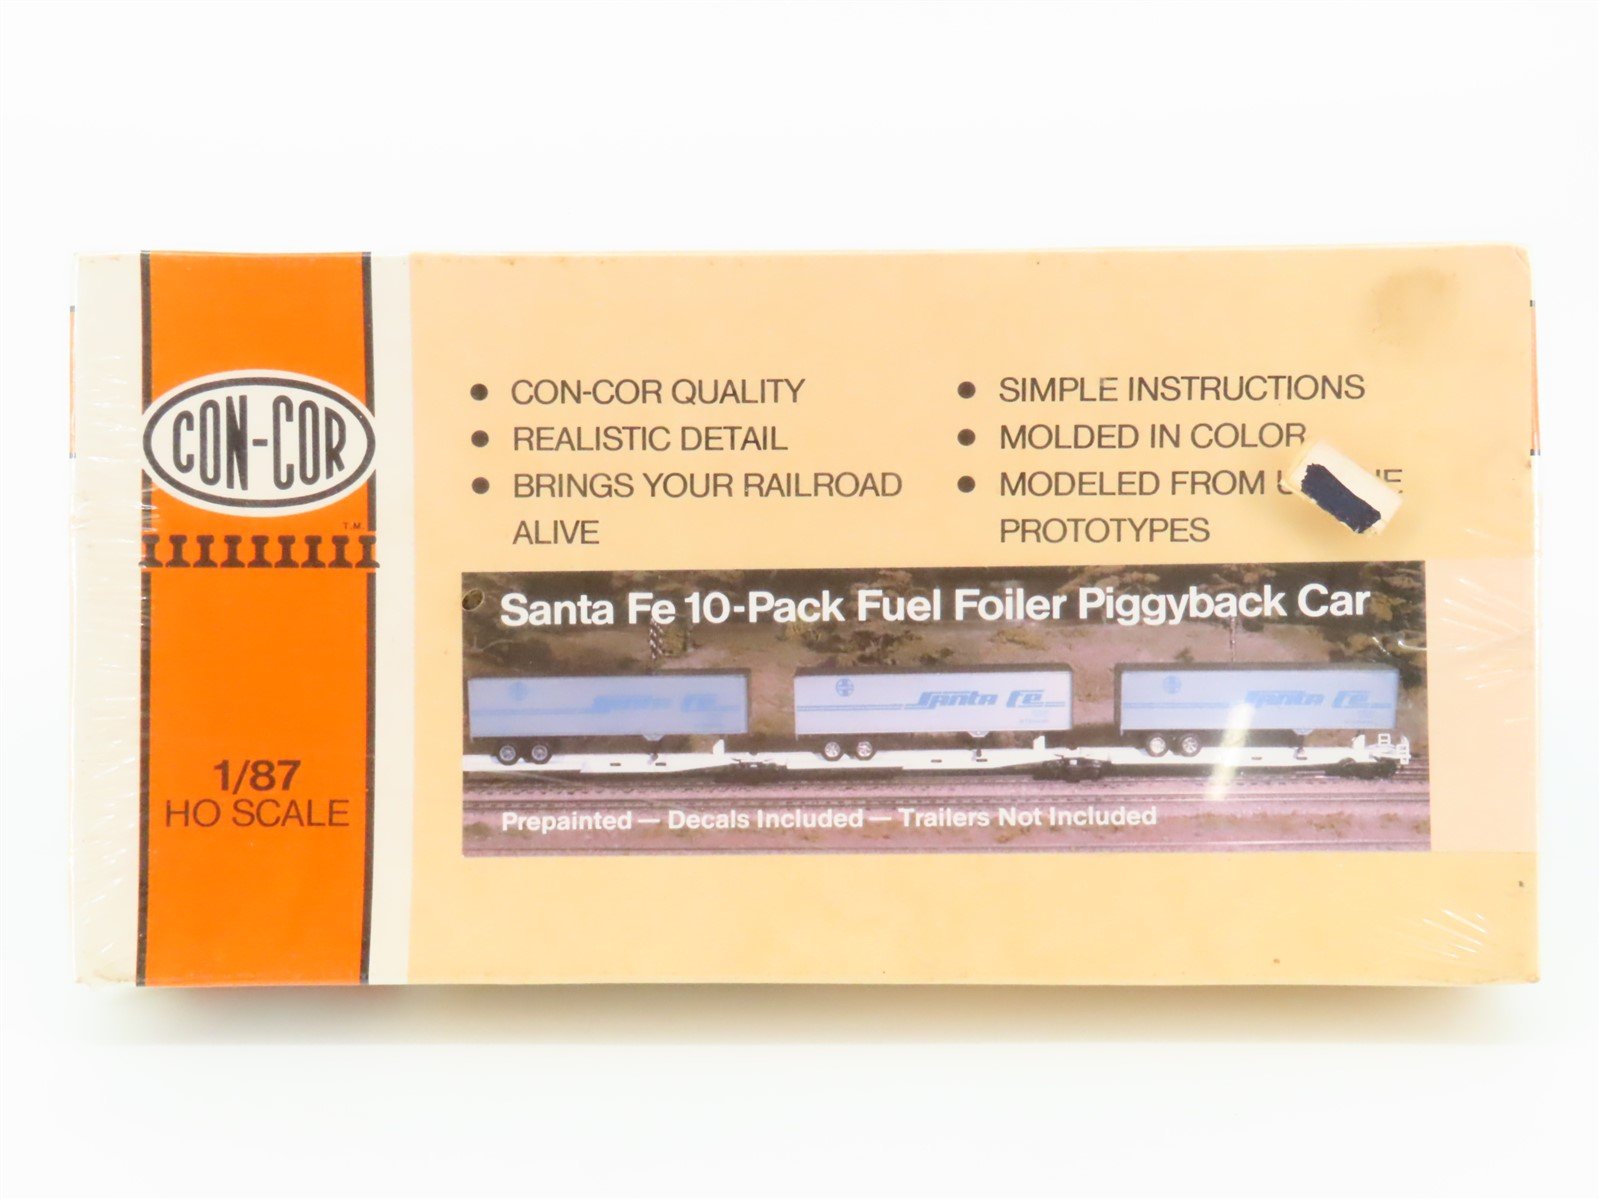 CON-COR
T.M.
1/87
HO SCALE
● CON-COR QUALITY
● REALISTIC DETAIL
● BRINGS YOUR RAILROAD
ALIVE
● SIMPLE INSTRUCTIONS
● MOLDED IN COLOR
● MODELED FROM
PROTOTYPES
Santa Fe 10-Pack Fuel Foiler Piggyback Car
Santa Fe
Santa Fe
Santa Fe
Prepainted — Decals Included — Trailers Not Included